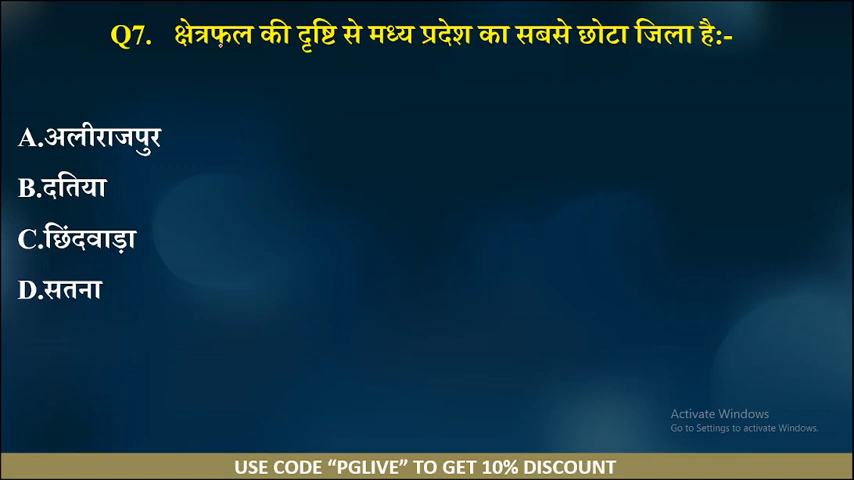 Q7. क्षेत्रफ़ल की दृष्टि से मध्य प्रदेश का सबसे छोटा जिला है:-
A.अलीराजपुर
B.दतिया
C.छिंदवाड़ा
D.सतना
Activate Windows
Go to Settings to activate Windows.
USE CODE “PGLIVE” TO GET 10% DISCOUNT